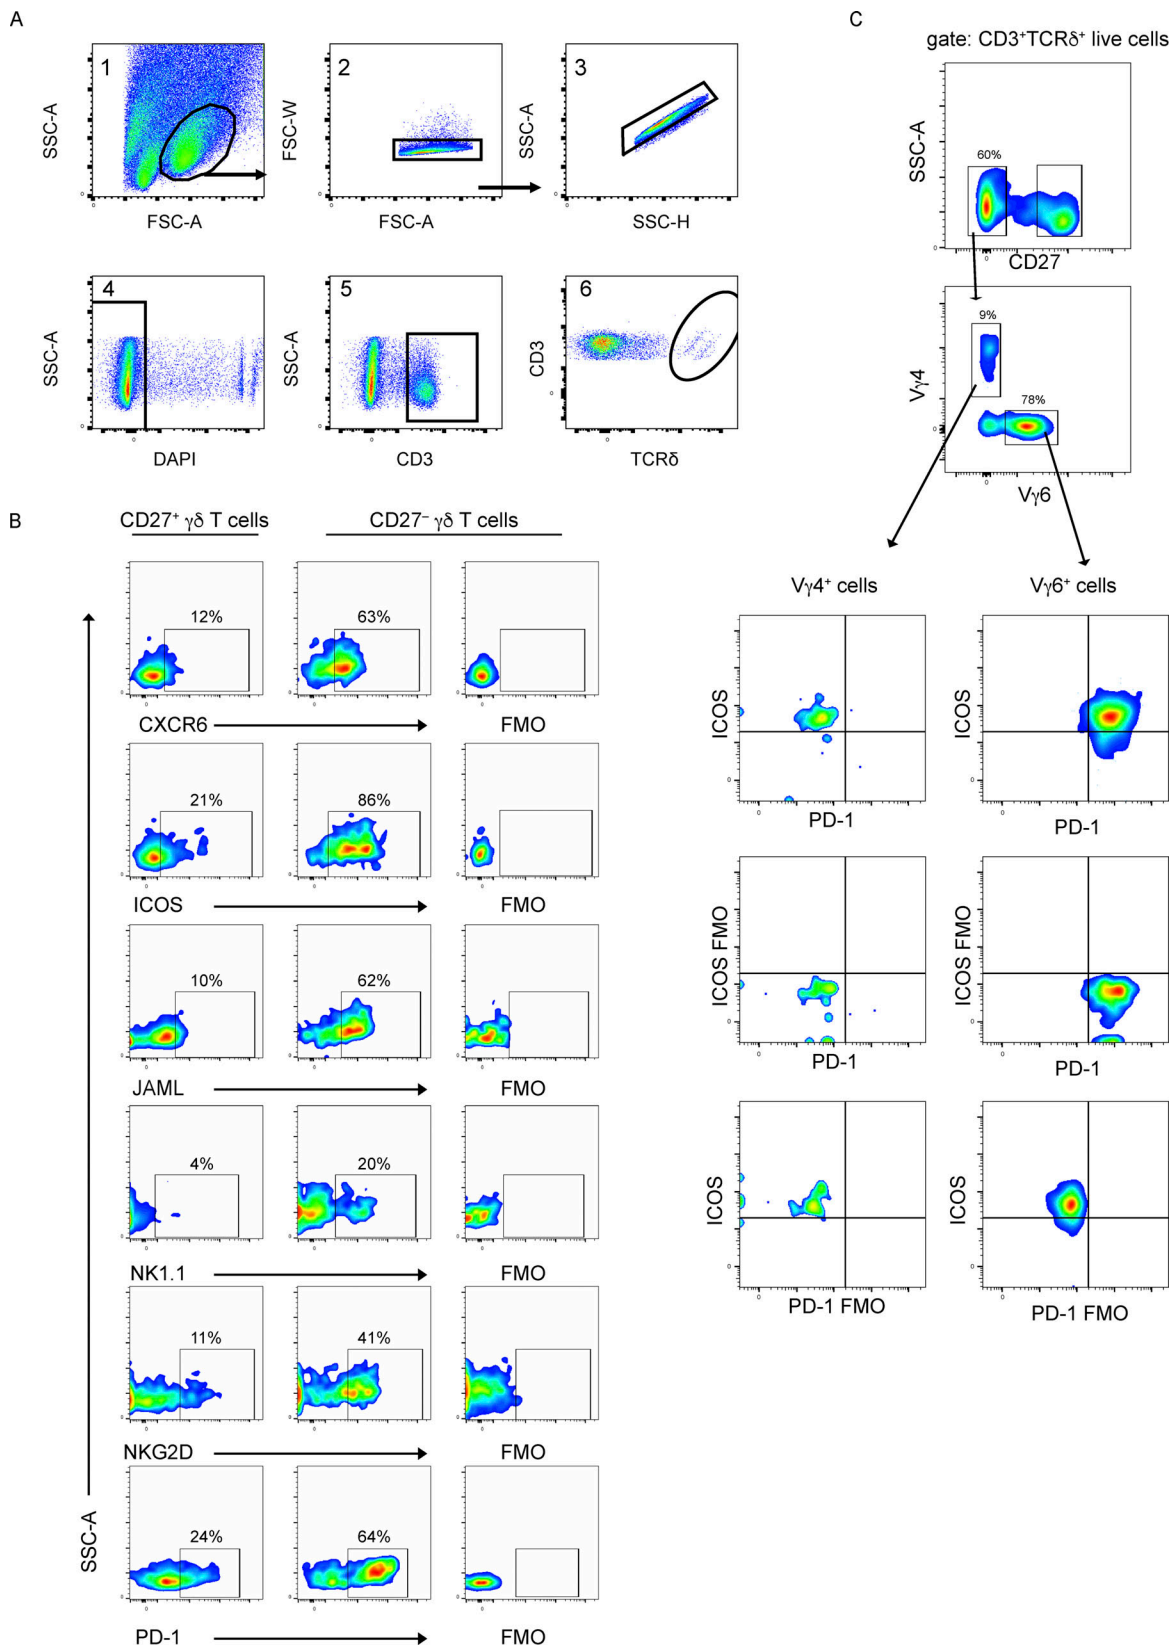 A
1
SSC-A
FSC-A
2
FSC-W
FSC-A
3
SSC-A
SSC-H
4
SSC-A
DAPI
5
SSC-A
CD3
6
CD3
TCRδ
B
CD27⁺ γδ T cells
CD27⁻ γδ T cells
12%
63%
CXCR6
FMO
21%
86%
ICOS
FMO
10%
62%
JAML
FMO
4%
20%
NK1.1
FMO
11%
41%
NKG2D
FMO
24%
64%
PD-1
FMO
SSC-A
C
gate: CD3⁺TCRδ⁺ live cells
SSC-A
60%
CD27
9%
Vγ4
78%
Vγ6
Vγ4⁺ cells
Vγ6⁺ cells
ICOS
PD-1
ICOS
PD-1
ICOS FMO
PD-1
ICOS FMO
PD-1
ICOS
PD-1 FMO
ICOS
PD-1 FMO